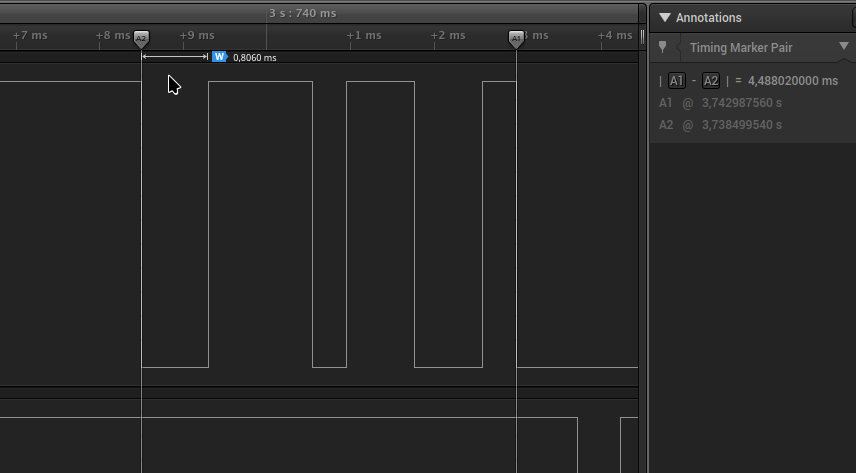 3 s : 740 ms
+7 ms +8 ms A2 +9 ms +1 ms +2 ms A1 3 ms +4 ms
W 0,8060 ms
Annotations
Timing Marker Pair
| A1 - A2 | = 4,488020000 ms
A1 @ 3,742987560 s
A2 @ 3,738499540 s